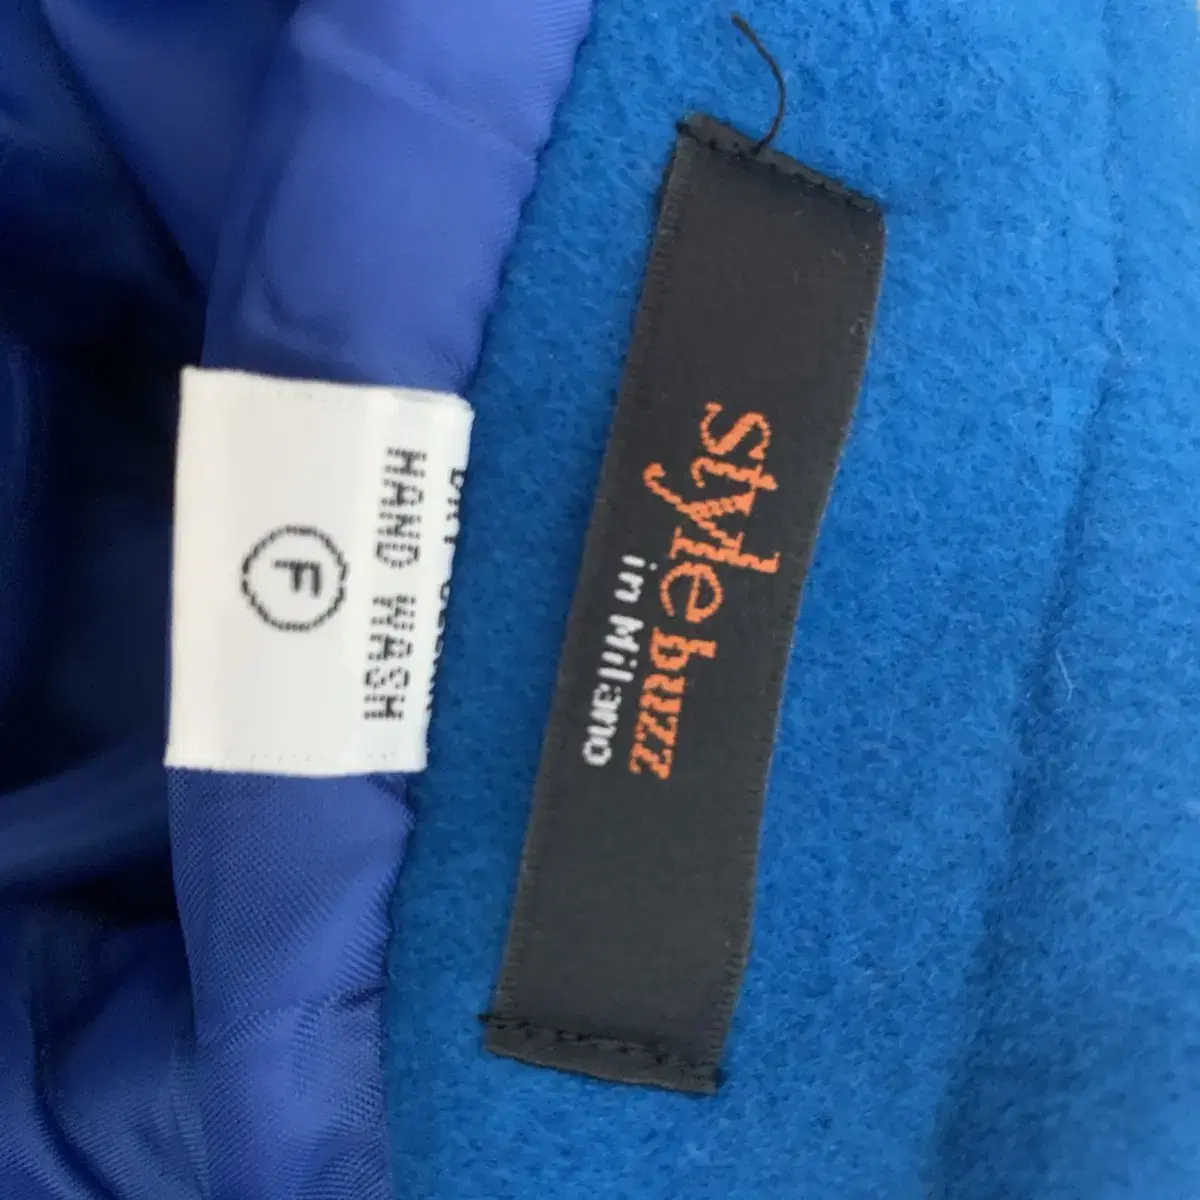 style buzz
in Milano
HAND WASH
F